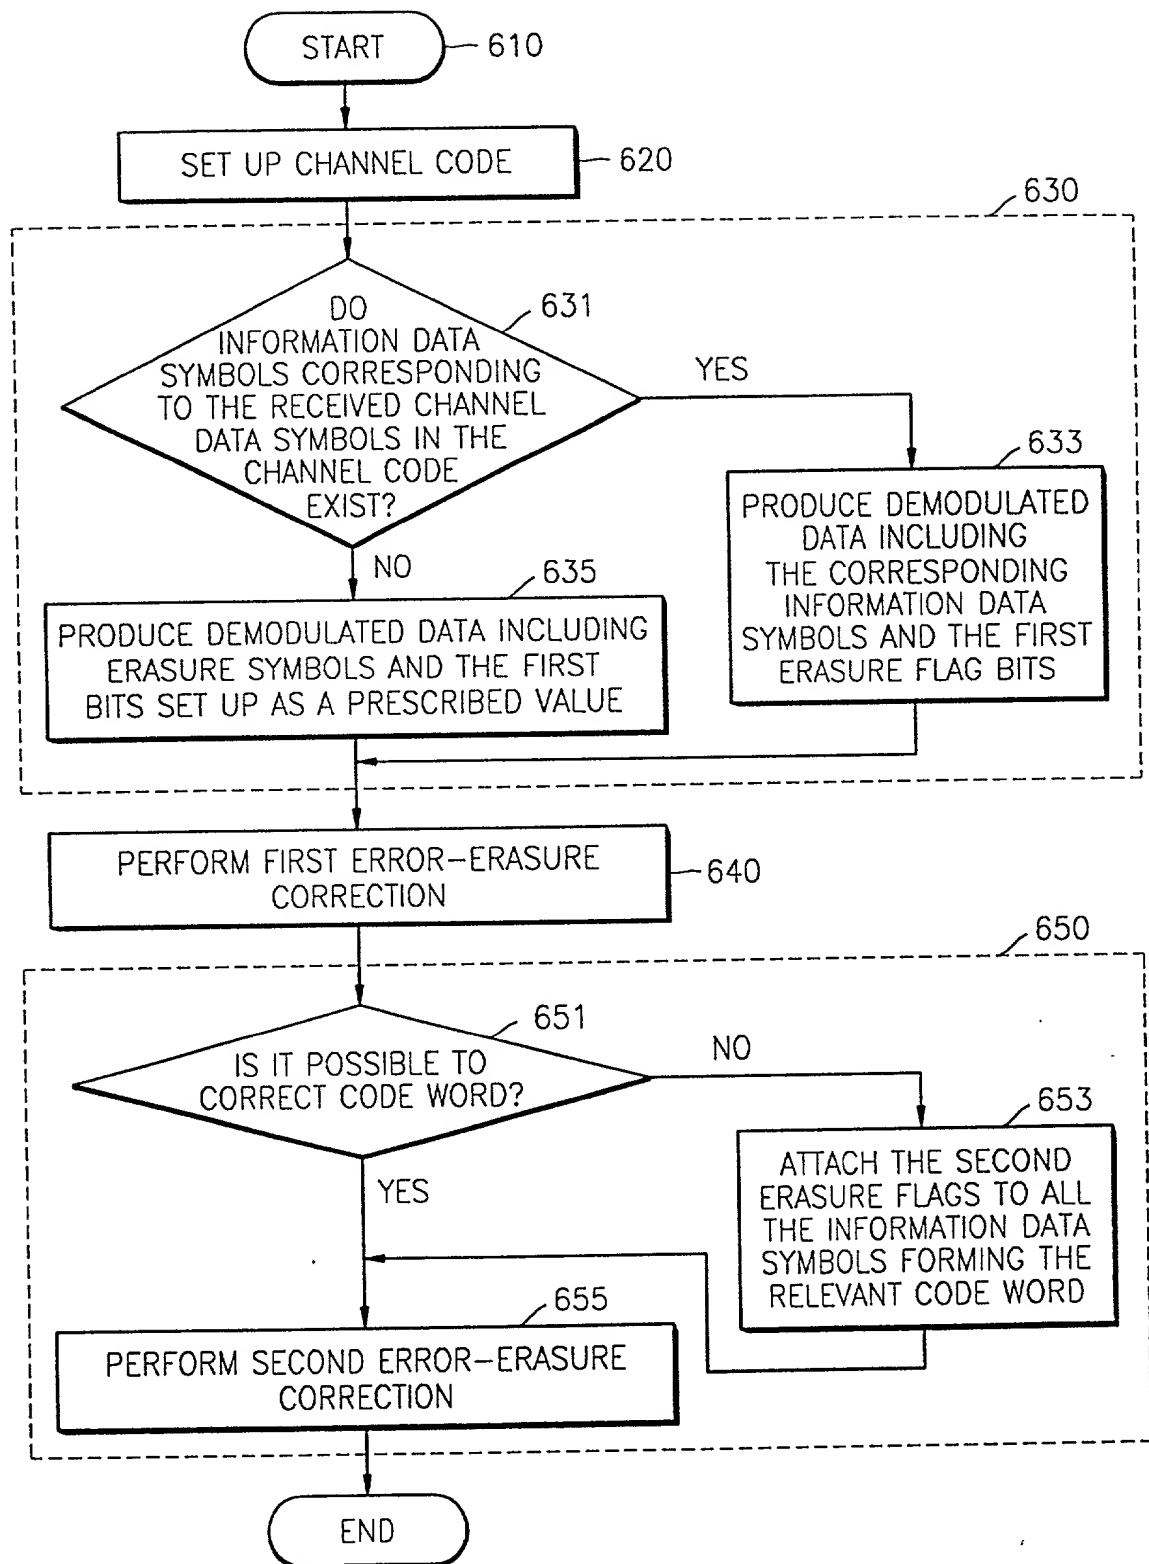 START
610
SET UP CHANNEL CODE
620
630
631
DO
INFORMATION DATA
SYMBOLS CORRESPONDING
TO THE RECEIVED CHANNEL
DATA SYMBOLS IN THE
CHANNEL CODE
EXIST?
YES
NO
633
PRODUCE DEMODULATED
DATA INCLUDING
THE CORRESPONDING
INFORMATION DATA
SYMBOLS AND THE FIRST
ERASURE FLAG BITS
635
PRODUCE DEMODULATED DATA INCLUDING
ERASURE SYMBOLS AND THE FIRST
BITS SET UP AS A PRESCRIBED VALUE
PERFORM FIRST ERROR-ERASURE
CORRECTION
640
650
651
IS IT POSSIBLE TO
CORRECT CODE WORD?
NO
YES
653
ATTACH THE SECOND
ERASURE FLAGS TO ALL
THE INFORMATION DATA
SYMBOLS FORMING THE
RELEVANT CODE WORD
655
PERFORM SECOND ERROR-ERASURE
CORRECTION
END